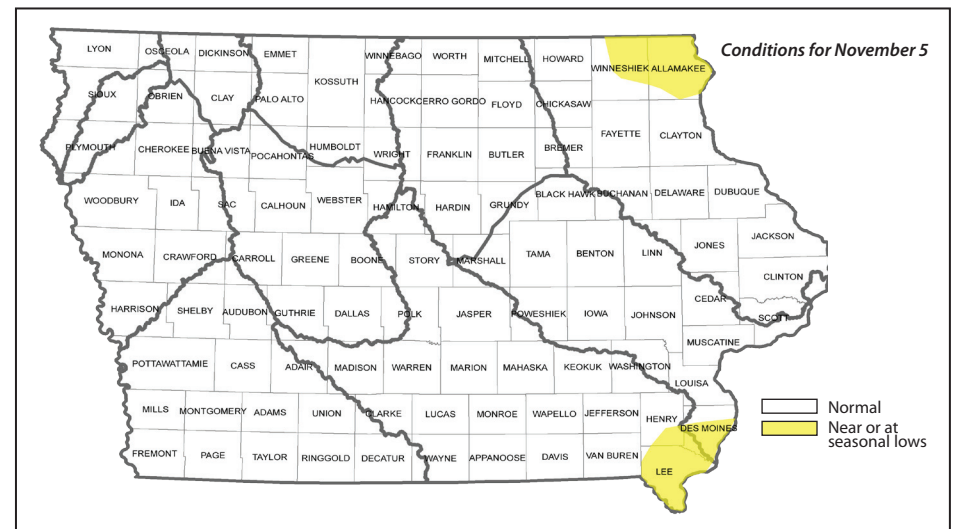 Conditions for November 5
LYON OSCEOLA DICKINSON EMMET WINNEBAGO WORTH MITCHELL HOWARD WINNESHIEK ALLAMAKEE
KOSSUTH
SIOUX OBRIEN CLAY PALO ALTO HANCOCK CERRO GORDO FLOYD CHICKASAW
FAYETTE CLAYTON
PLYMOUTH CHEROKEE BUENA VISTA POCAHONTAS HUMBOLDT WRIGHT FRANKLIN BUTLER BREMER
WOODBURY IDA SAC CALHOUN WEBSTER HAMILTON HARDIN GRUNDY BLACK HAWK BUCHANAN DELAWARE DUBUQUE
JACKSON
MONONA CRAWFORD CARROLL GREENE BOONE STORY MARSHALL TAMA BENTON LINN JONES
CLINTON
CEDAR
HARRISON SHELBY AUDUBON GUTHRIE DALLAS POLK JASPER POWESHIEK IOWA JOHNSON SCOTT
MUSCATINE
POTTAWATTAMIE CASS ADAIR MADISON WARREN MARION MAHASKA KEOKUK WASHINGTON
LOUISA
MILLS MONTGOMERY ADAMS UNION CLARKE LUCAS MONROE WAPELLO JEFFERSON HENRY
DES MOINES
FREMONT PAGE TAYLOR RINGGOLD DECATUR WAYNE APPANOOSE DAVIS VAN BUREN
LEE
Normal
Near or at
seasonal lows